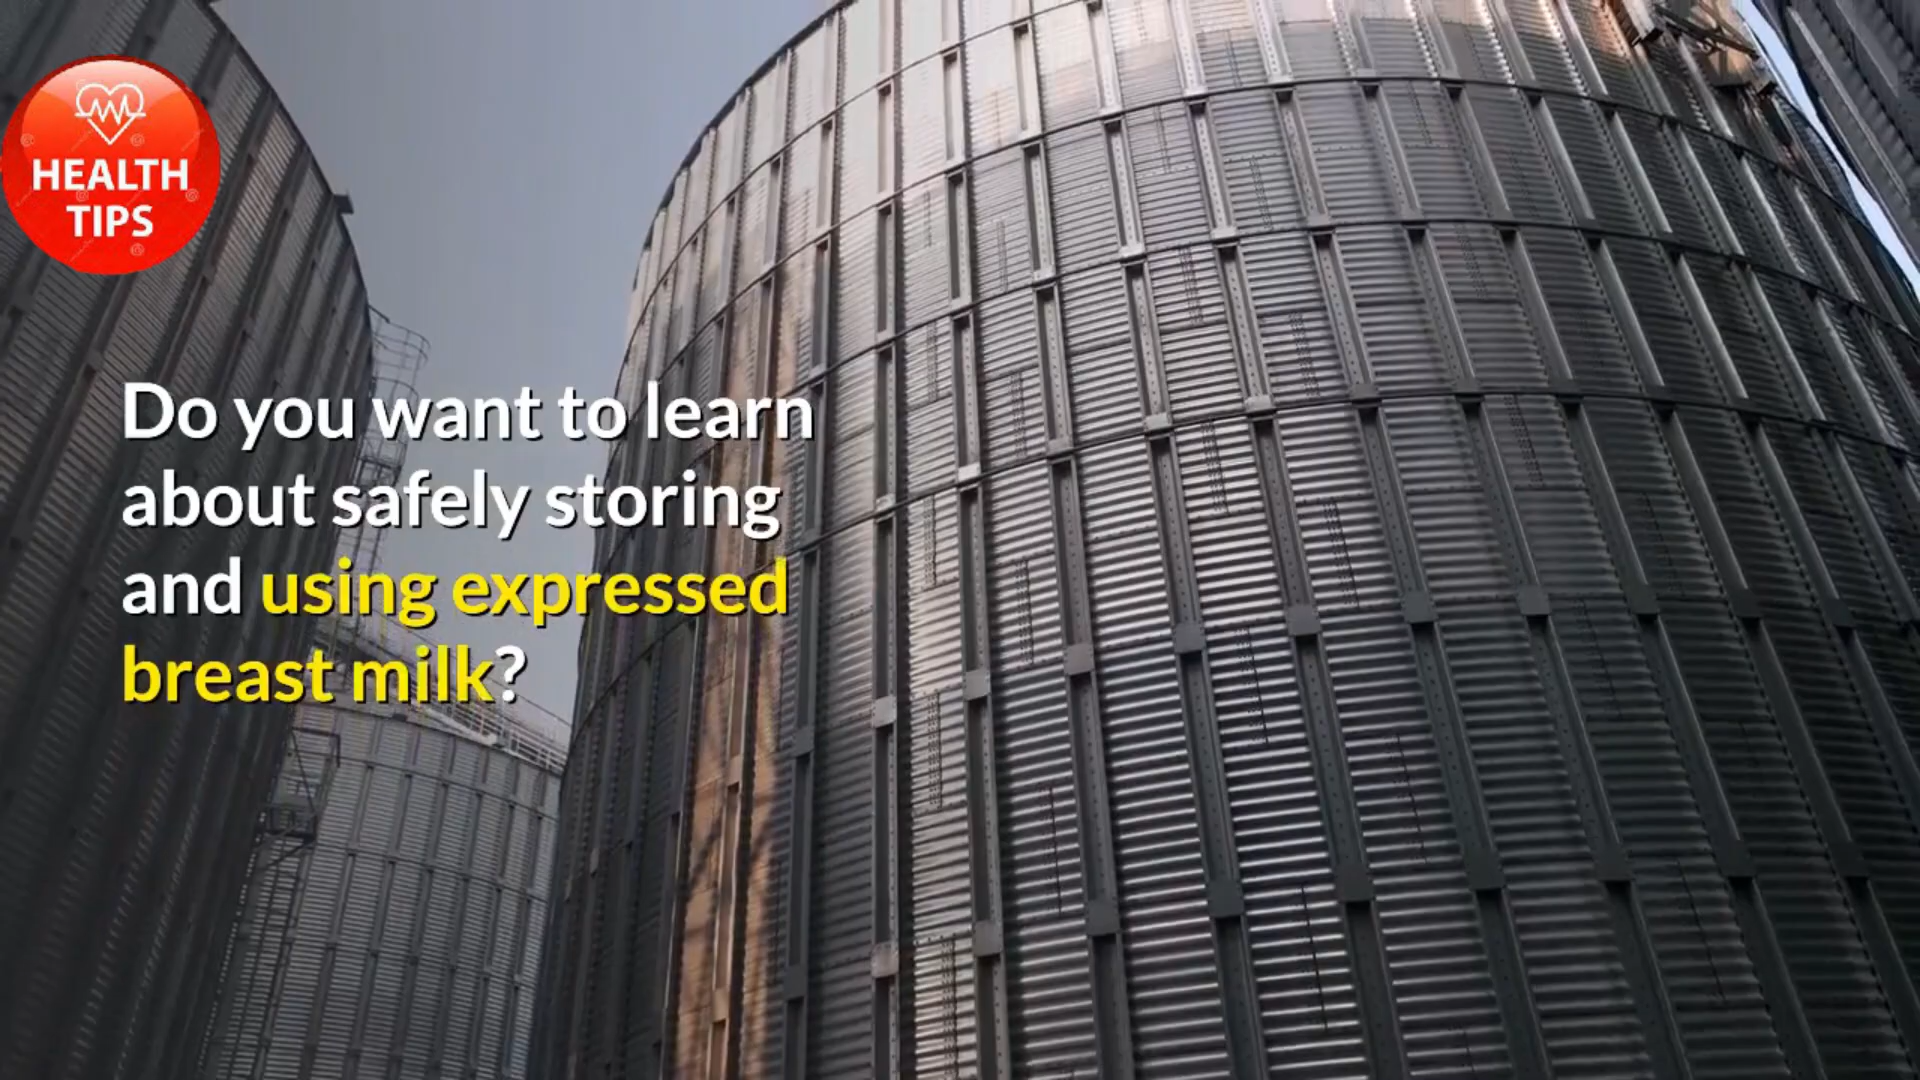 HEALTH
TIPS
Do you want to learn
about safely storing
and using expressed
breast milk?